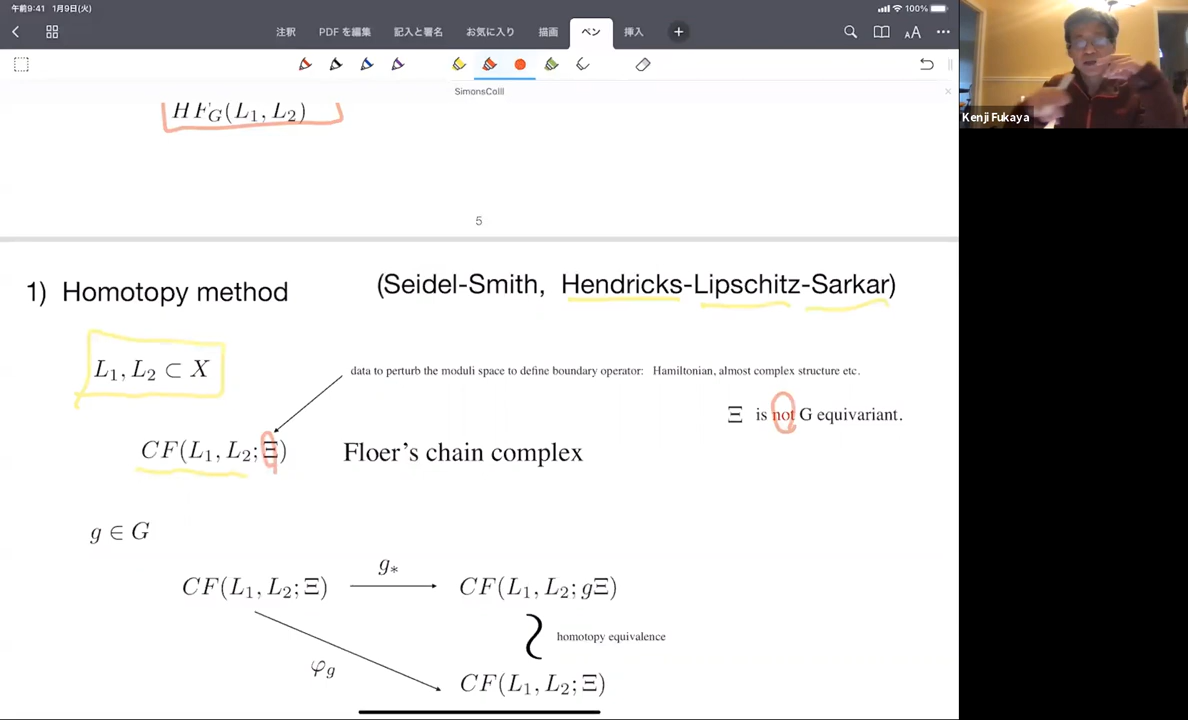 午前9:41 1月9日(火)
100%
注釈 PDF を編集 記入と署名 お気に入り 描画 ペン 挿入
AA
SimonsColll
Kenji Fukaya
HF_G(L_1, L_2)
5
1) Homotopy method (Seidel-Smith, Hendricks-Lipschitz-Sarkar)
L_1, L_2 ⊂ X
data to perturb the moduli space to define boundary operator: Hamiltonian, almost complex structure etc.
Ξ is not G equivariant.
CF(L_1, L_2; Ξ) Floer's chain complex
g ∈ G
g_*
CF(L_1, L_2; Ξ) CF(L_1, L_2; gΞ)
homotopy equivalence
φ_g
CF(L_1, L_2; Ξ)